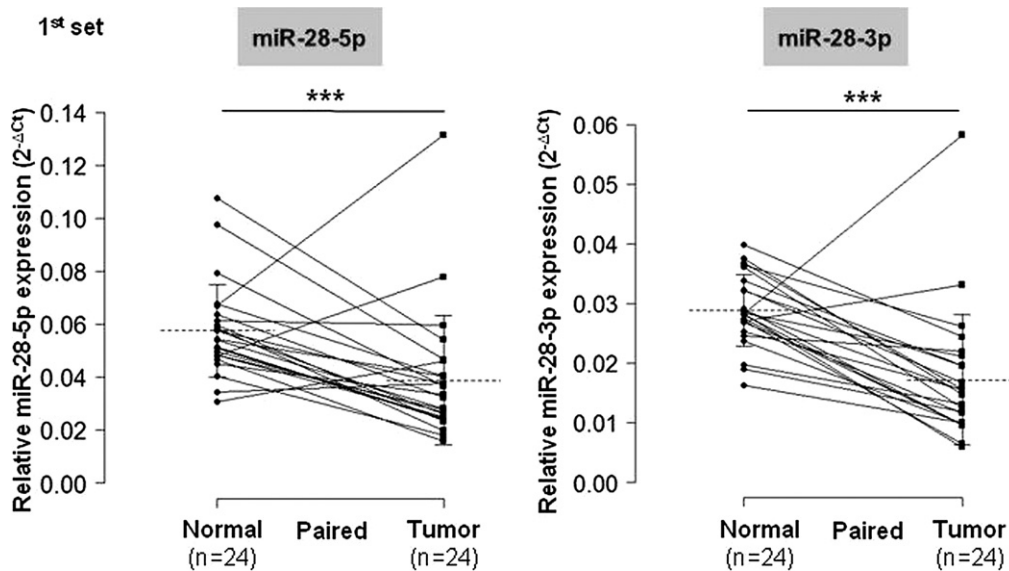 1st set
miR-28-5p
miR-28-3p
***
***
Relative miR-28-5p expression (2-ΔCt)
0.14
0.12
0.10
0.08
0.06
0.04
0.02
0.00
Normal Paired Tumor
(n=24) (n=24)
Relative miR-28-3p expression (2-ΔCt)
0.06
0.05
0.04
0.03
0.02
0.01
0.00
Normal Paired Tumor
(n=24) (n=24)